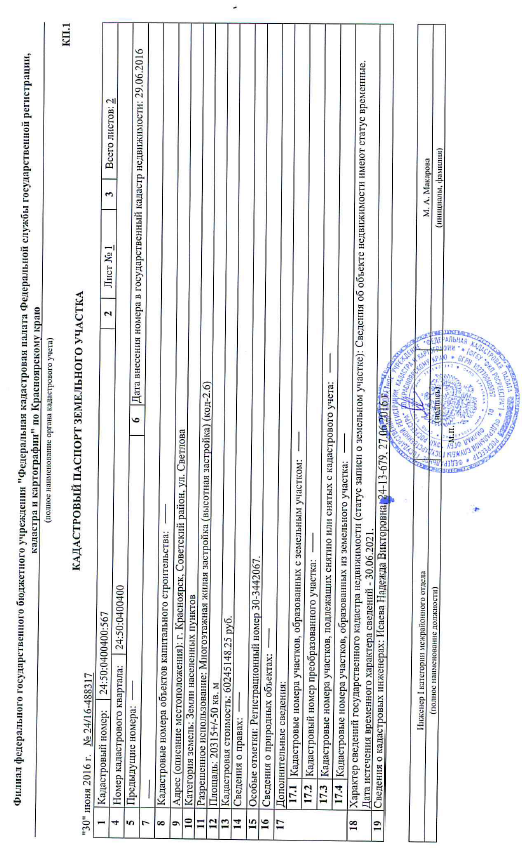 Филиал федерального государственного бюджетного учреждения "Федеральная кадастровая палата Федеральной службы государственной регистрации,
кадастра и картографии" по Красноярскому краю
(полное наименование органа кадастрового учета)
КП.1
КАДАСТРОВЫЙ ПАСПОРТ ЗЕМЕЛЬНОГО УЧАСТКА
"30" июня 2016 г. № 24/16-488317
1 Кадастровый номер: 24:50:0400400:567 2 Лист № 1 3 Всего листов: 2
4 Номер кадастрового квартала: 24:50:0400400
5 Предыдущие номера: — 6 Дата внесения номера в государственный кадастр недвижимости: 29.06.2016
7 —
8 Кадастровые номера объектов капитального строительства: —
9 Адрес (описание местоположения): г. Красноярск, Советский район, ул. Светлова
10 Категория земель: Земли населенных пунктов
11 Разрешенное использование: Многоэтажная жилая застройка (высотная застройка) (код-2.6)
12 Площадь: 20315+/-50 кв. м
13 Кадастровая стоимость: 60245148.25 руб.
14 Сведения о правах: —
15 Особые отметки: Регистрационный номер 30-3442067.
16 Сведения о природных объектах:
17 Дополнительные сведения:
17.1 Кадастровые номера участков, образованных с земельным участком: —
17.2 Кадастровый номер преобразованного участка: —
17.3 Кадастровые номера участков, подлежащих снятию или снятых с кадастрового учета: —
17.4 Кадастровые номера участков, образованных из земельного участка: —
18 Характер сведений государственного кадастра недвижимости (статус записи о земельном участке): Сведения об объекте недвижимости имеют статус временные.
Дата истечения временного характера сведений - 30.06.2021.
19 Сведения о кадастровых инженерах: Исаева Надежда Викторовна, 24-13-679, 27.06.2016 г.
Инженер I категории межрайонного отдела М. А. Макарова
(полное наименование должности) (подпись) (инициалы, фамилия)
М.П.